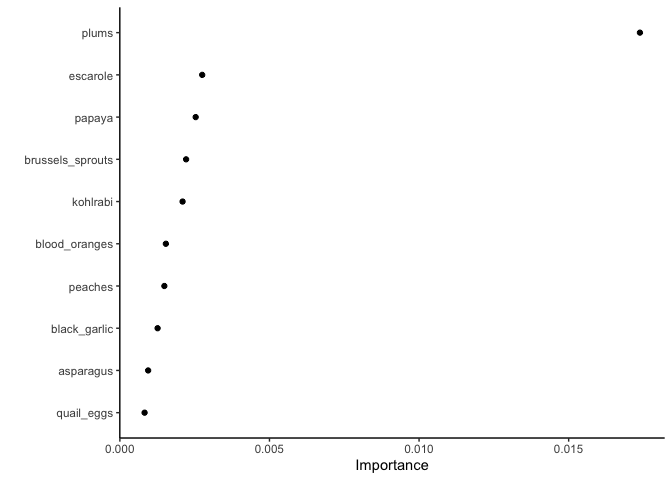 plums
escarole
papaya
brussels_sprouts
kohlrabi
blood_oranges
peaches
black_garlic
asparagus
quail_eggs
0.000 0.005 0.010 0.015
Importance